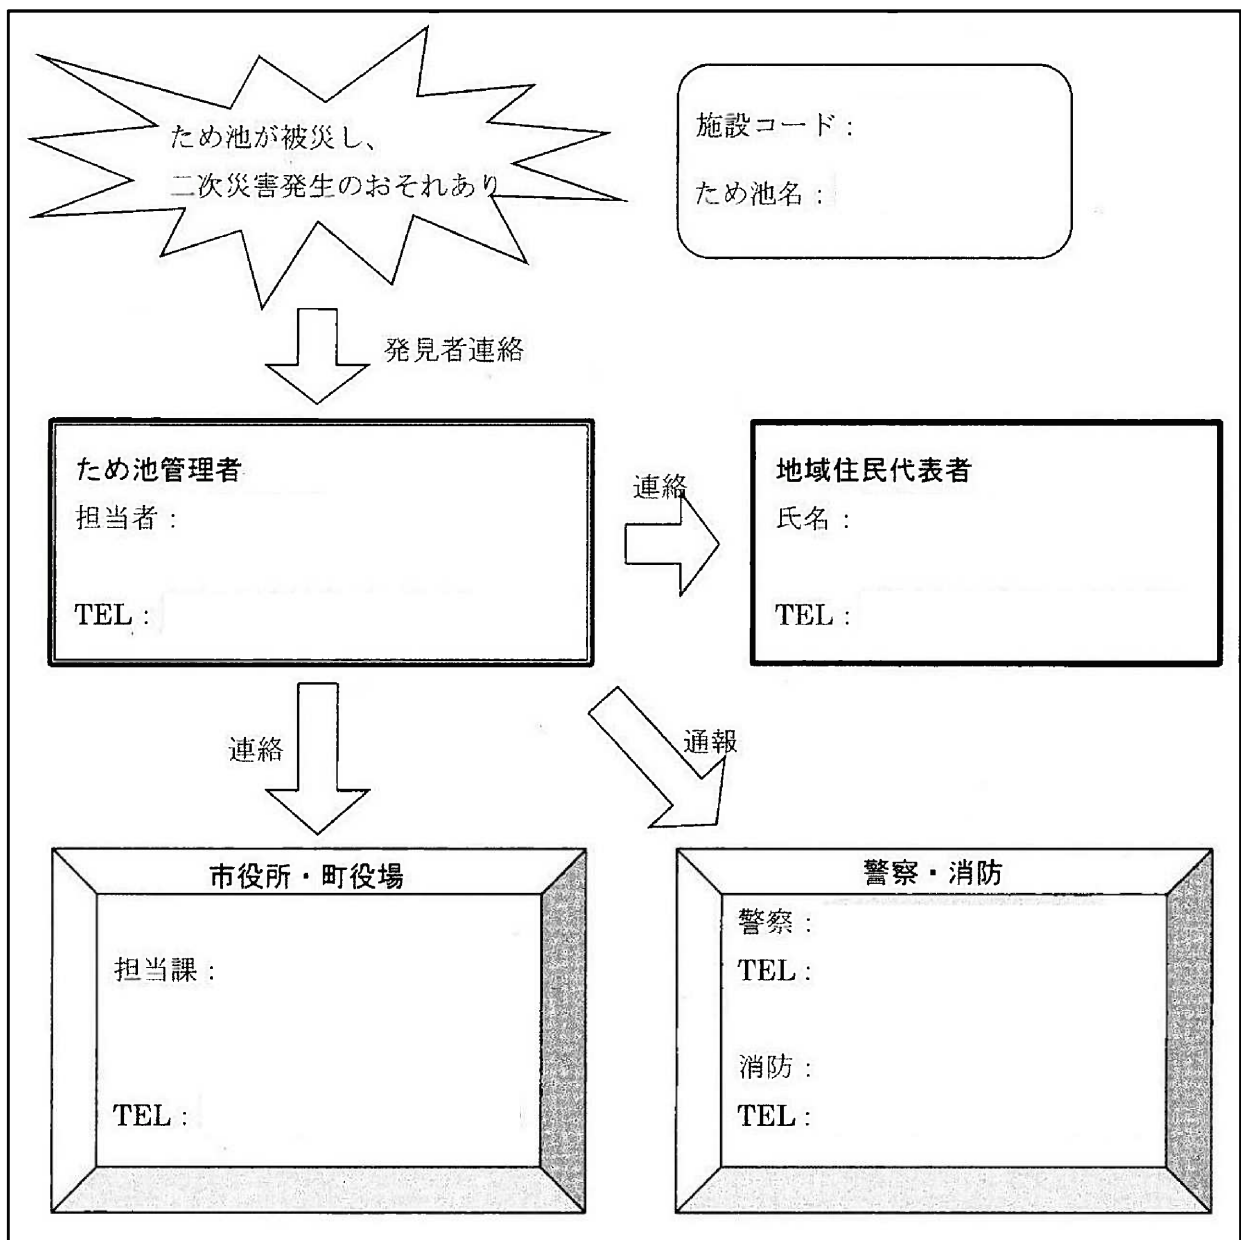 ため池が被災し、
二次災害発生のおそれあり
施設コード：
ため池名：
発見者連絡
ため池管理者
担当者：
TEL：
連絡
地域住民代表者
氏名：
TEL：
連絡
通報
市役所・町役場
担当課：
TEL：
警察・消防
警察：
TEL：
消防：
TEL：